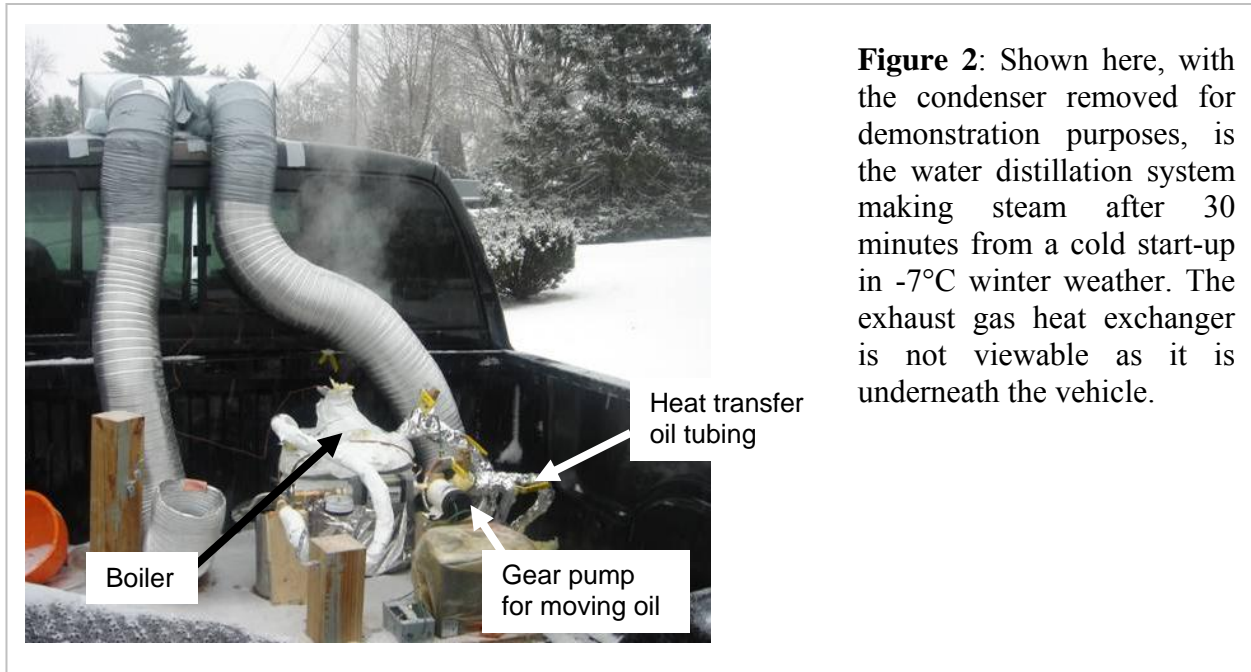 Figure 2: Shown here, with
the condenser removed for
demonstration purposes, is
the water distillation system
making steam after 30
minutes from a cold start-up
in -7°C winter weather. The
exhaust gas heat exchanger
is not viewable as it is
underneath the vehicle.
Heat transfer
oil tubing
Boiler
Gear pump
for moving oil